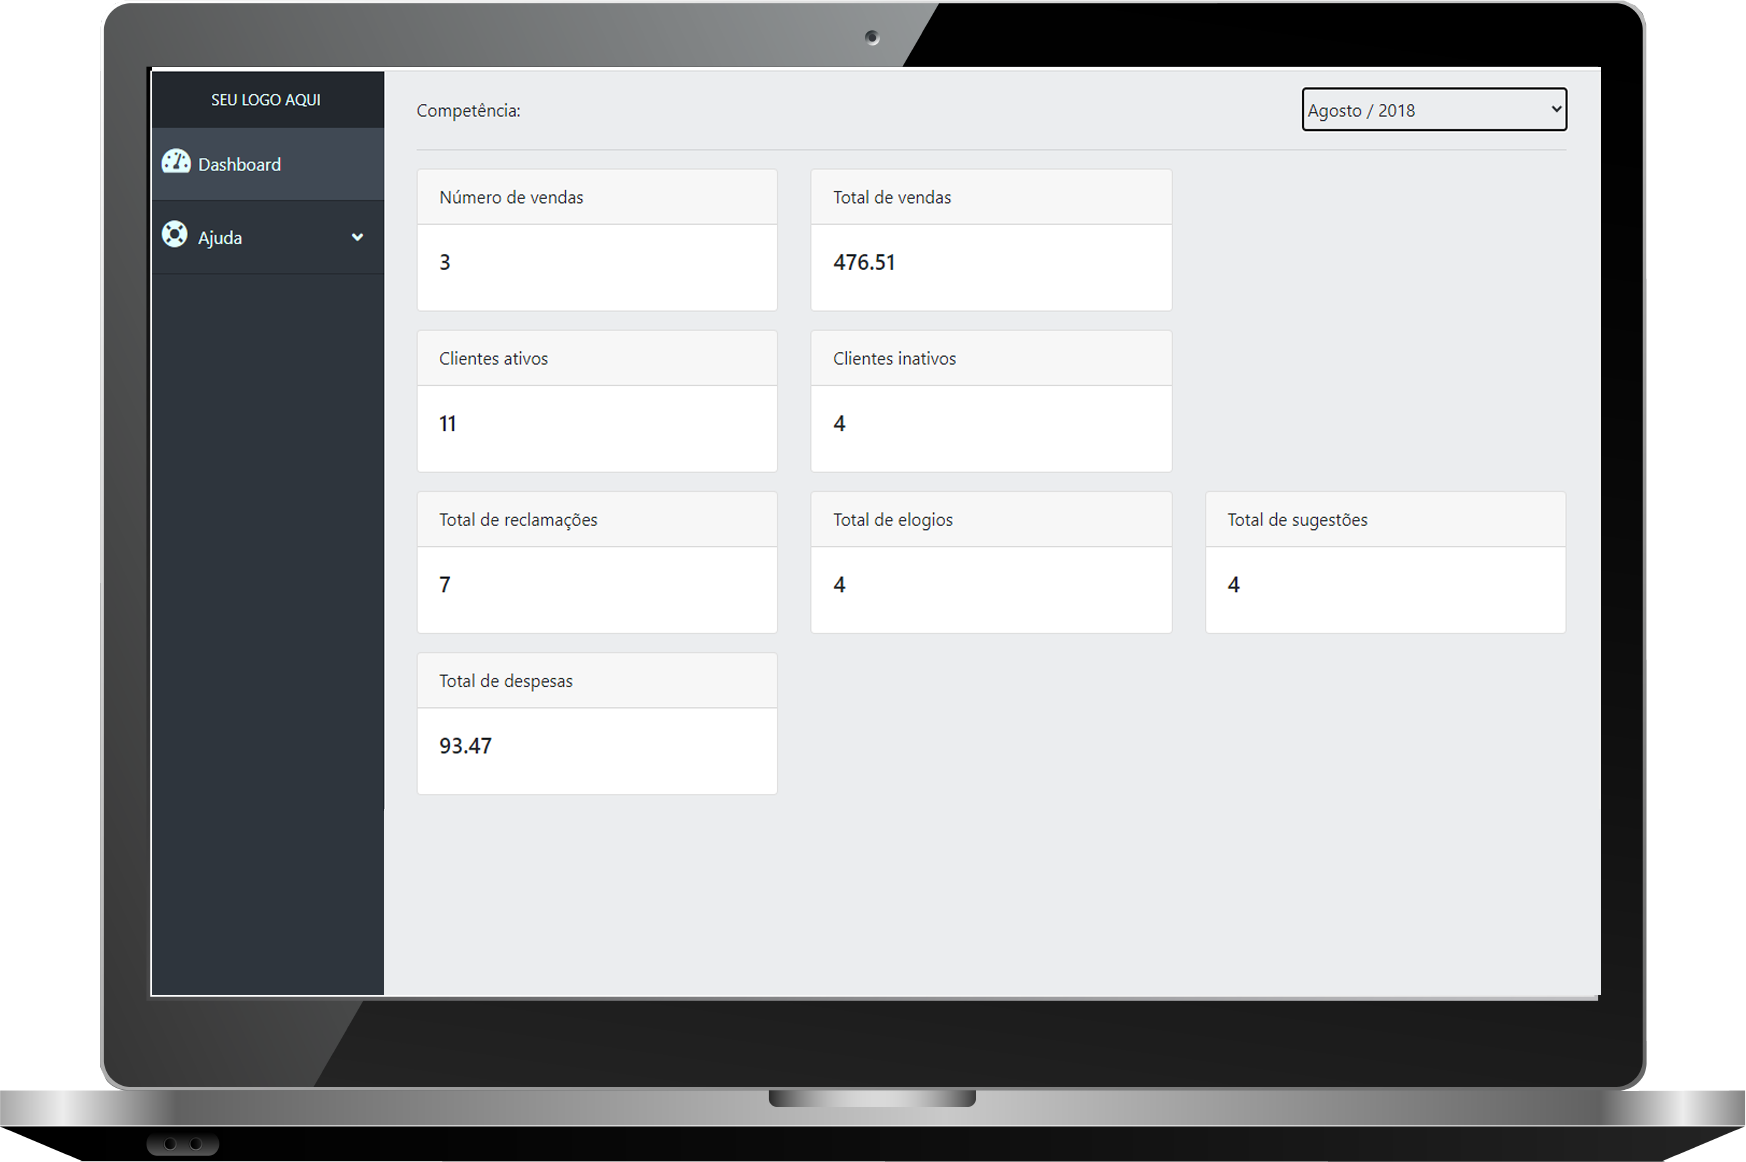 SEU LOGO AQUI
Dashboard
Ajuda
Competência:
Agosto / 2018
Número de vendas
3
Total de vendas
476.51
Clientes ativos
11
Clientes inativos
4
Total de reclamações
7
Total de elogios
4
Total de sugestões
4
Total de despesas
93.47